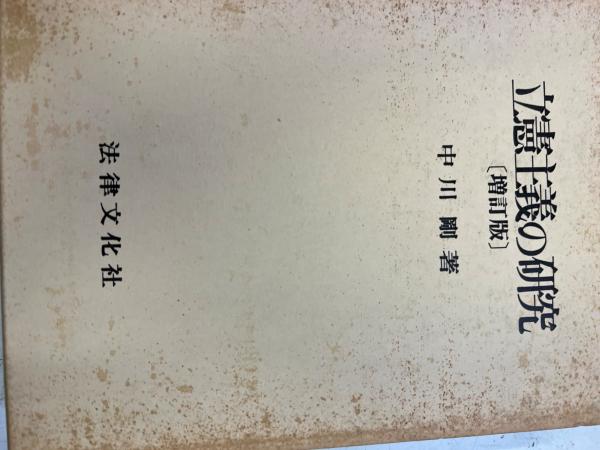 立憲主義の研究
〔増訂版〕
中川 剛 著
法律文化社